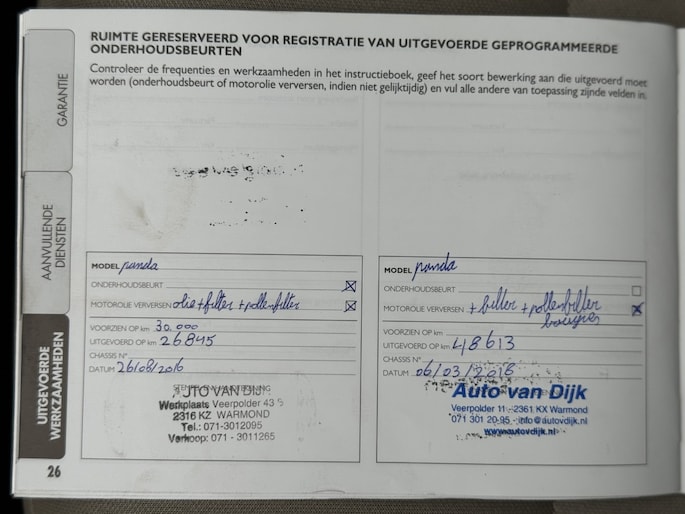 RUIMTE GERESERVEERD VOOR REGISTRATIE VAN UITGEVOERDE GEPROGRAMMEERDE
ONDERHOUDSBEURTEN
Controleer de frequenties en werkzaamheden in het instructieboek, geef het soort bewerking aan die uitgevoerd moet
worden (onderhoudsbeurt of motorolie verversen, indien niet gelijktijdig) en vul alle andere van toepassing zijnde velden in.
GARANTIE
AANVULLENDE
DIENSTEN
UITGEVOERDE
WERKZAAMHEDEN
26
MODEL panda
ONDERHOUDSBEURT
MOTOROLIE VERVERSEN olie+filter+pollenfilter
VOORZIEN OP km 30.000
UITGEVOERD OP km 26845
CHASSIS N°
DATUM 26/08/2016
UTO VAN DIJK
Werkplaats Veerpolder 43
2316 KZ WARMOND
Tel.: 071-3012095
Verkoop: 071 - 3011265
MODEL panda
ONDERHOUDSBEURT
MOTOROLIE VERVERSEN + filter + pollenfilter
bougies
VOORZIEN OP km
UITGEVOERD OP km 48613
CHASSIS N°
DATUM 06/03/2018
Auto van Dijk
Veerpolder 11 - 2361 KX Warmond
071 301 20 95 - info@autovdijk.nl
www.autovdijk.nl